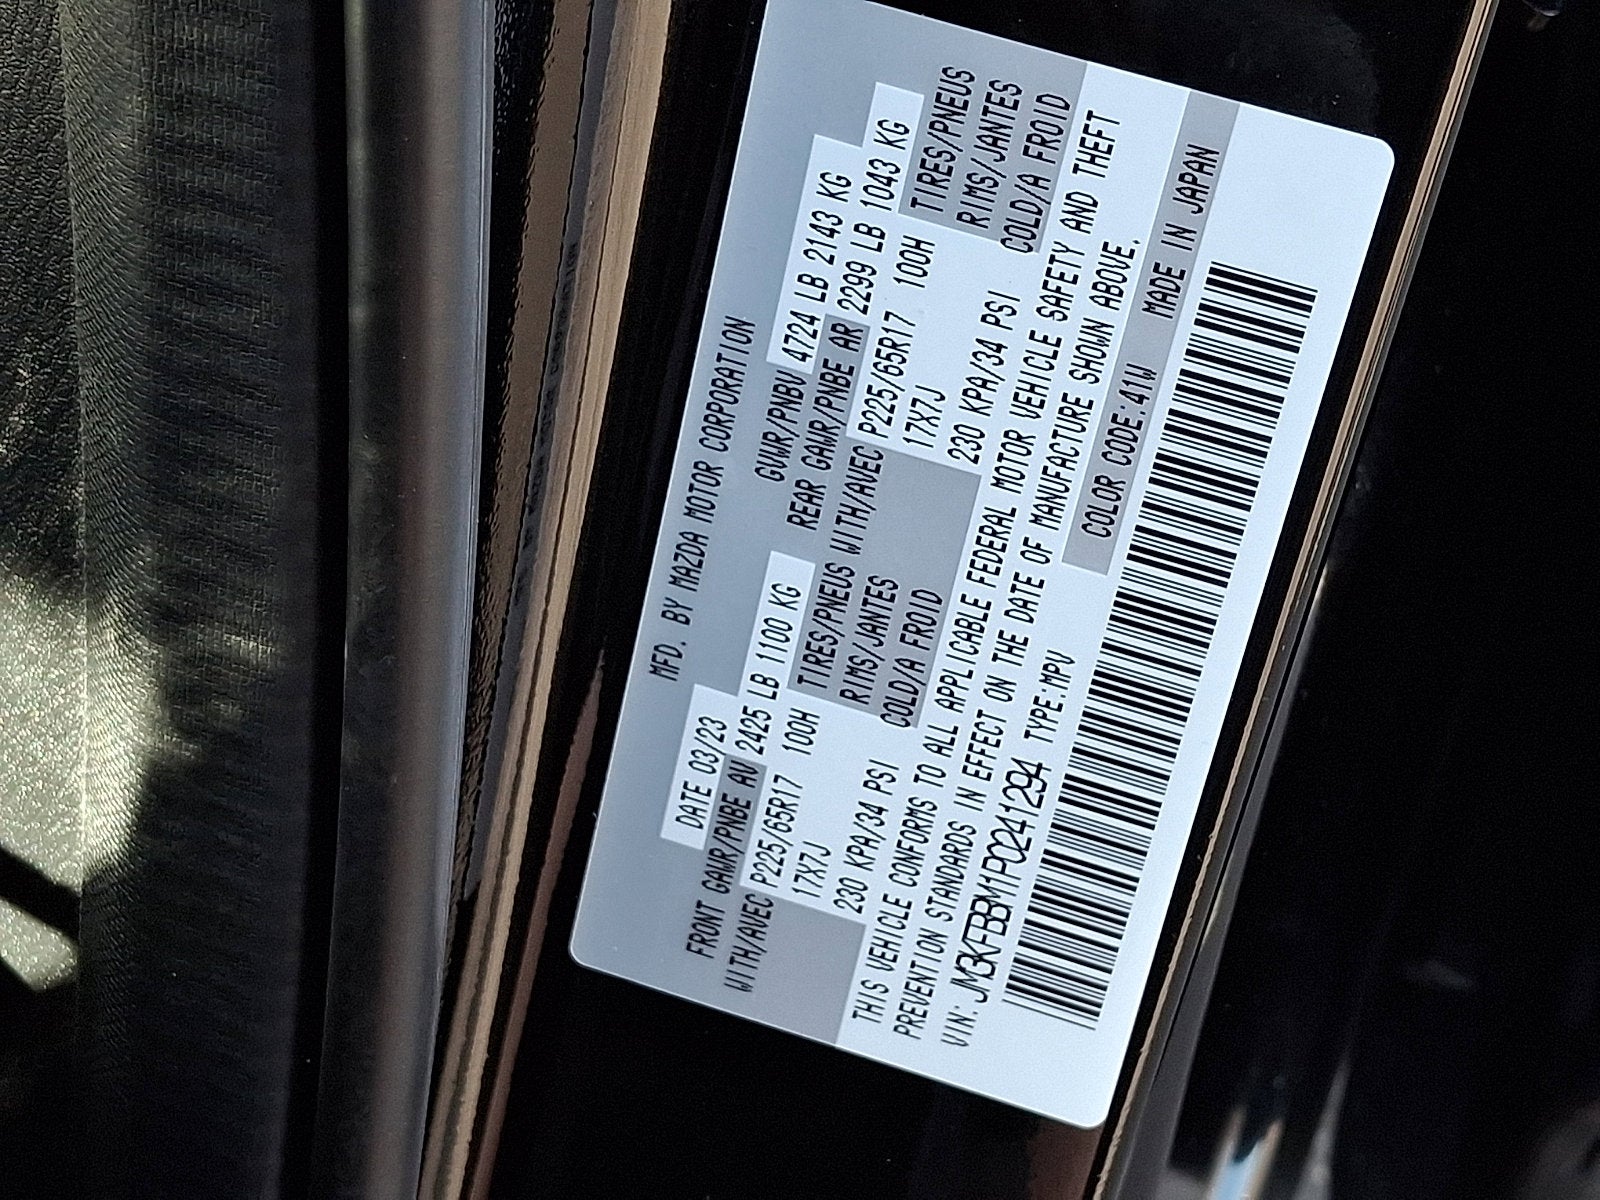 MFD. BY MAZDA MOTOR CORPORATION
DATE 03/23 GVWR/PNBV 4724 LB 2143 KG
FRONT GAWR/PNBE AV 2425 LB 1100 KG REAR GAWR/PNBE AR 2299 LB 1043 KG
WITH/AVEC P225/65R17 100H TIRES/PNEUS WITH/AVEC P225/65R17 100H TIRES/PNEUS
17X7J RIMS/JANTES 17X7J RIMS/JANTES
230 KPA/34 PSI COLD/A FROID 230 KPA/34 PSI COLD/A FROID
THIS VEHICLE CONFORMS TO ALL APPLICABLE FEDERAL MOTOR VEHICLE SAFETY AND THEFT
PREVENTION STANDARDS IN EFFECT ON THE DATE OF MANUFACTURE SHOWN ABOVE.
VIN: JM3KFBBM1P0241294 TYPE:MPV COLOR CODE:41W MADE IN JAPAN